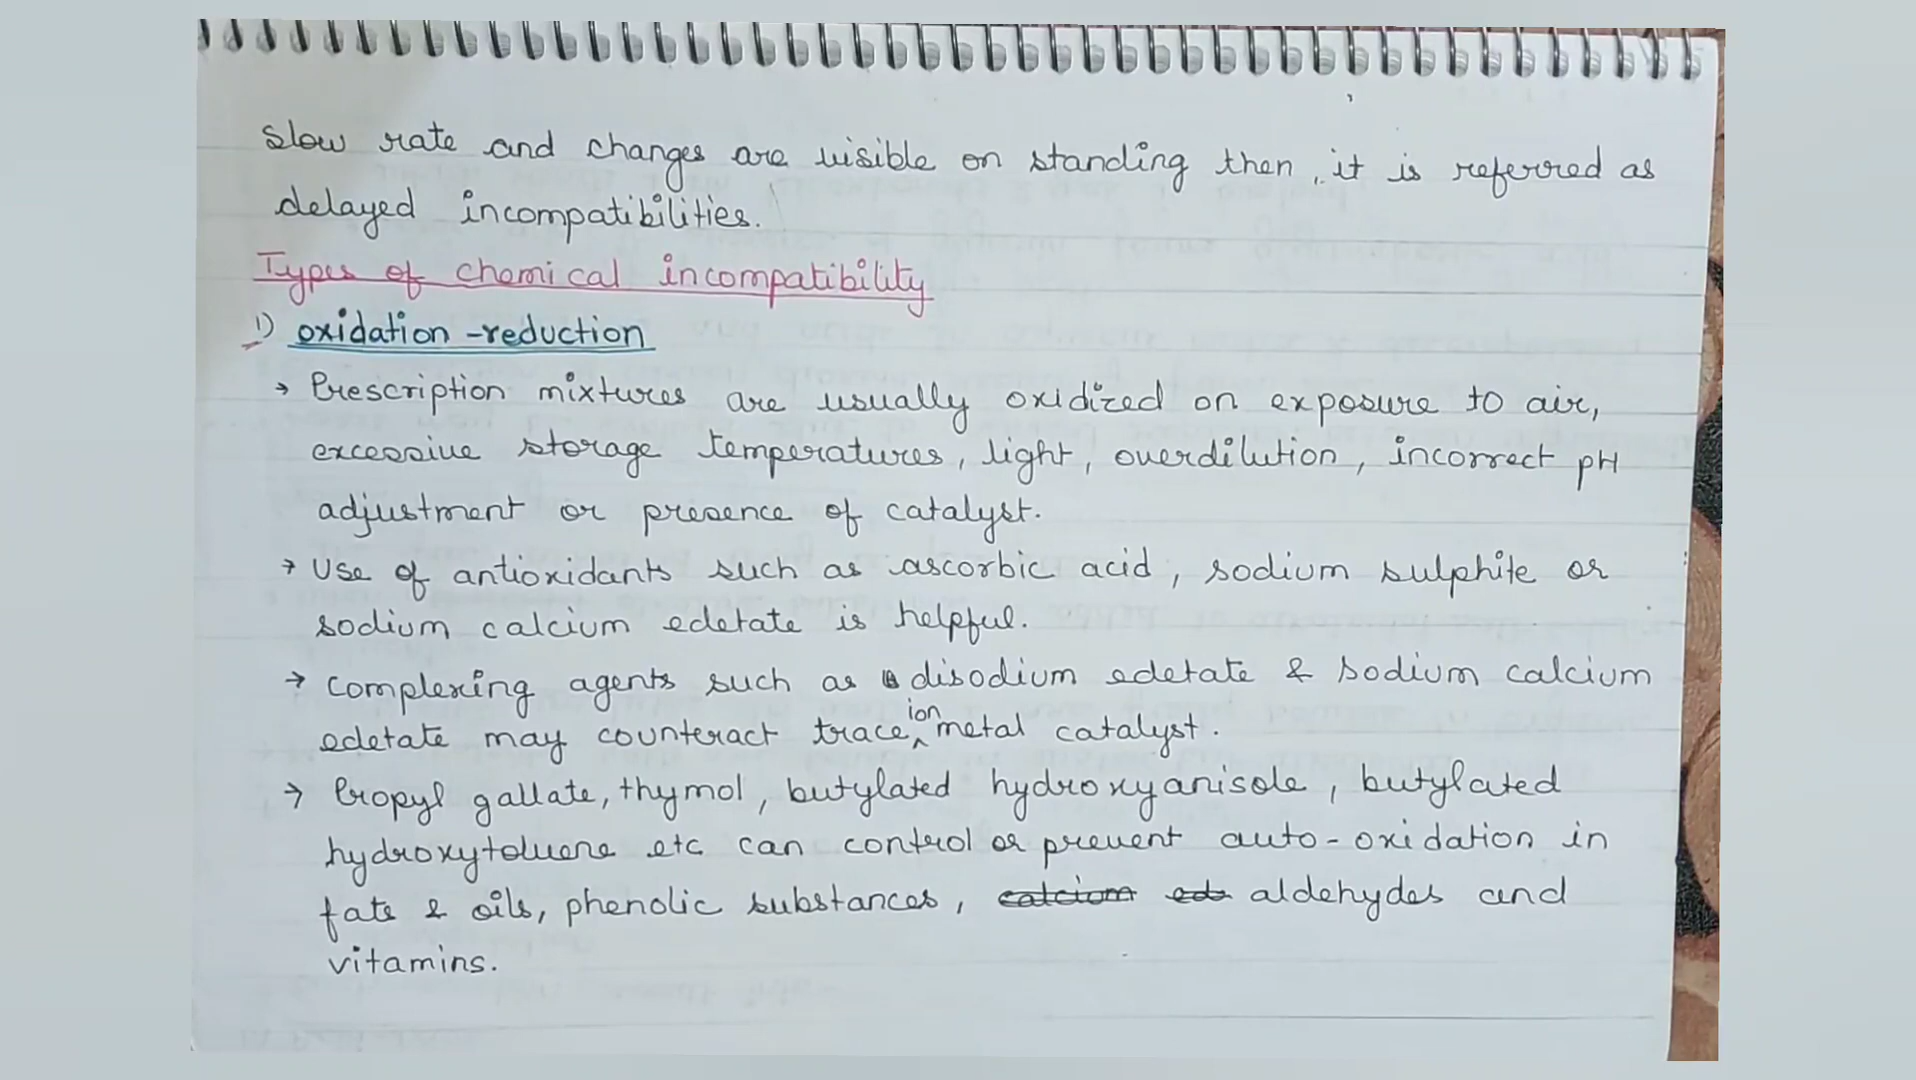 Slow rate and changes are visible on standing then, it is referred as
delayed incompatibilities.
Types of chemical incompatibility
1) oxidation-reduction
→ Prescription mixtures are usually oxidized on exposure to air,
excessive storage temperatures, light, overdilution, incorrect pH
adjustment or presence of catalyst.
→ Use of antioxidants such as ascorbic acid, sodium sulphite or
sodium calcium edetate is helpful.
→ Complexing agents such as disodium edetate & sodium calcium
edetate may counteract trace ion metal catalyst.
→ Propyl gallate, thymol, butylated hydroxyanisole, butylated
hydroxytoluene etc can control or prevent auto-oxidation in
fats & oils, phenolic substances, calcium ed aldehydes and
vitamins.